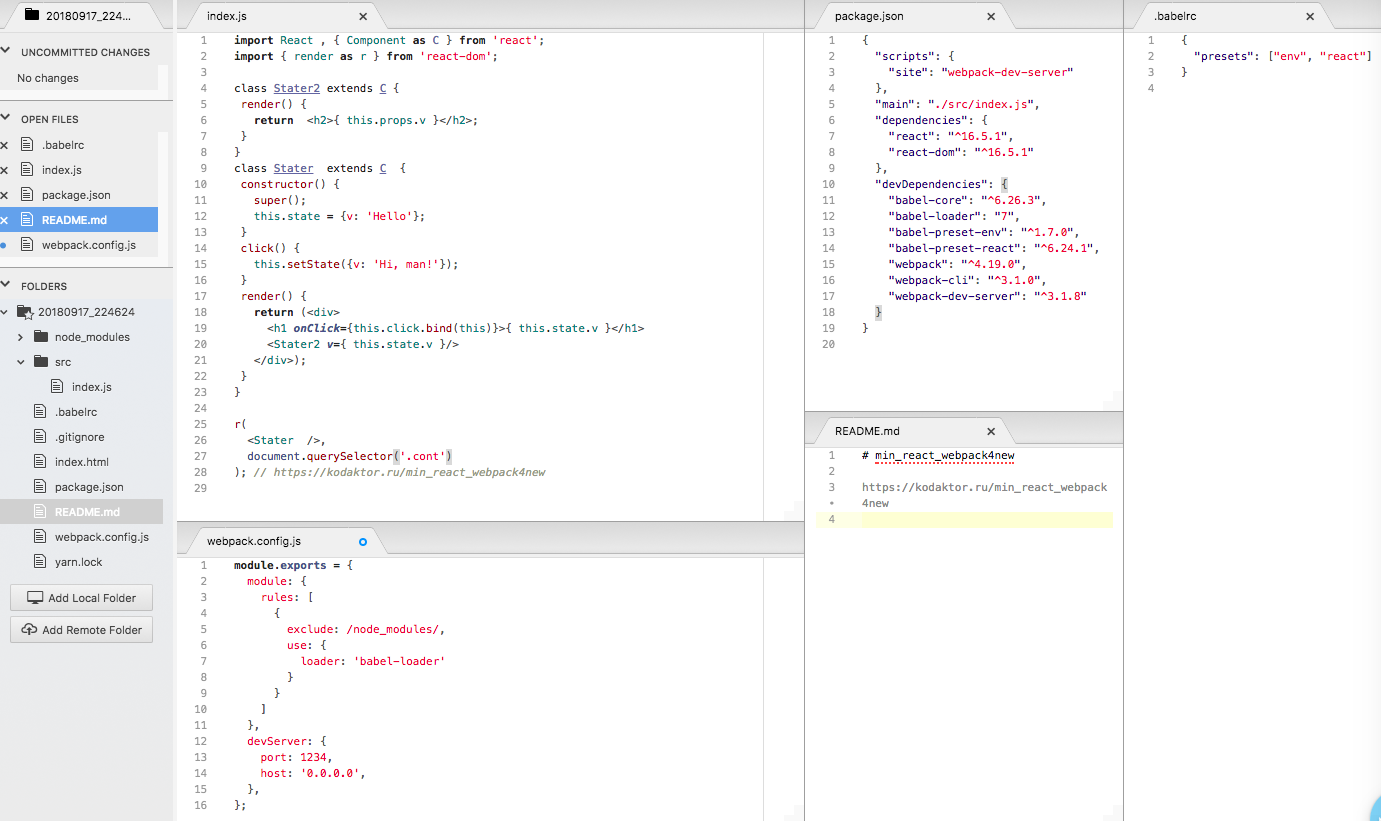 20180917_224...
UNCOMMITTED CHANGES
No changes
OPEN FILES
.babelrc
index.js
package.json
README.md
webpack.config.js
FOLDERS
20180917_224624
node_modules
src
index.js
.babelrc
.gitignore
index.html
package.json
README.md
webpack.config.js
yarn.lock
Add Local Folder
Add Remote Folder
index.js
1 import React , { Component as C } from 'react';
2 import { render as r } from 'react-dom';
3
4 class Stater2 extends C {
5  render() {
6    return  <h2>{ this.props.v }</h2>;
7  }
8 }
9 class Stater  extends C  {
10  constructor() {
11    super();
12    this.state = {v: 'Hello'};
13  }
14  click() {
15    this.setState({v: 'Hi, man!'});
16  }
17  render() {
18    return (<div>
19      <h1 onClick={this.click.bind(this)}>{ this.state.v }</h1>
20      <Stater2 v={ this.state.v }/>
21    </div>);
22  }
23 }
24
25 r(
26   <Stater  />,
27   document.querySelector('.cont')
28 ); // https://kodaktor.ru/min_react_webpack4new
29
webpack.config.js
1 module.exports = {
2   module: {
3     rules: [
4       {
5         exclude: /node_modules/,
6         use: {
7           loader: 'babel-loader'
8         }
9       }
10     ]
11   },
12   devServer: {
13     port: 1234,
14     host: '0.0.0.0',
15   },
16 };
package.json
1 {
2   "scripts": {
3     "site": "webpack-dev-server"
4   },
5   "main": "./src/index.js",
6   "dependencies": {
7     "react": "^16.5.1",
8     "react-dom": "^16.5.1"
9   },
10   "devDependencies": {
11     "babel-core": "^6.26.3",
12     "babel-loader": "7",
13     "babel-preset-env": "^1.7.0",
14     "babel-preset-react": "^6.24.1",
15     "webpack": "^4.19.0",
16     "webpack-cli": "^3.1.0",
17     "webpack-dev-server": "^3.1.8"
18   }
19 }
20
README.md
1 # min_react_webpack4new
2
3 https://kodaktor.ru/min_react_webpack
• 4new
4
.babelrc
1 {
2   "presets": ["env", "react"]
3 }
4